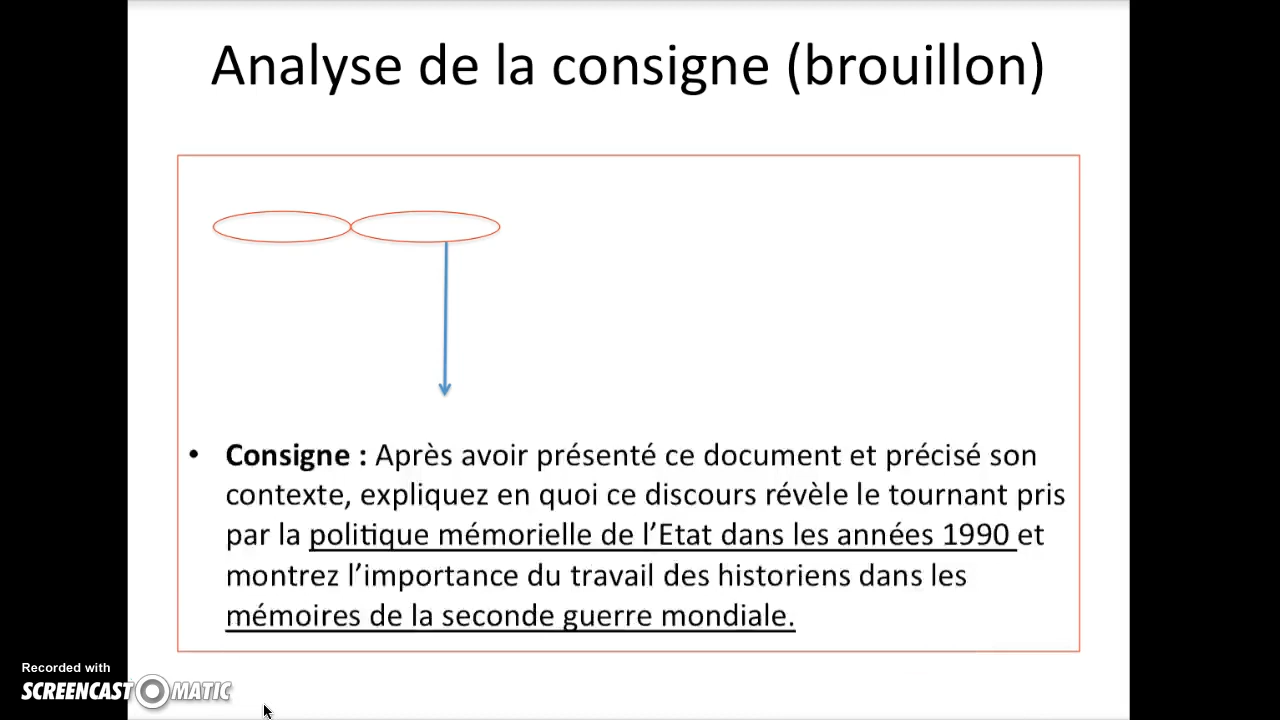 Analyse de la consigne (brouillon)
• Consigne : Après avoir présenté ce document et précisé son
contexte, expliquez en quoi ce discours révèle le tournant pris
par la politique mémorielle de l’Etat dans les années 1990 et
montrez l’importance du travail des historiens dans les
mémoires de la seconde guerre mondiale.
Recorded with
SCREENCAST MATIC